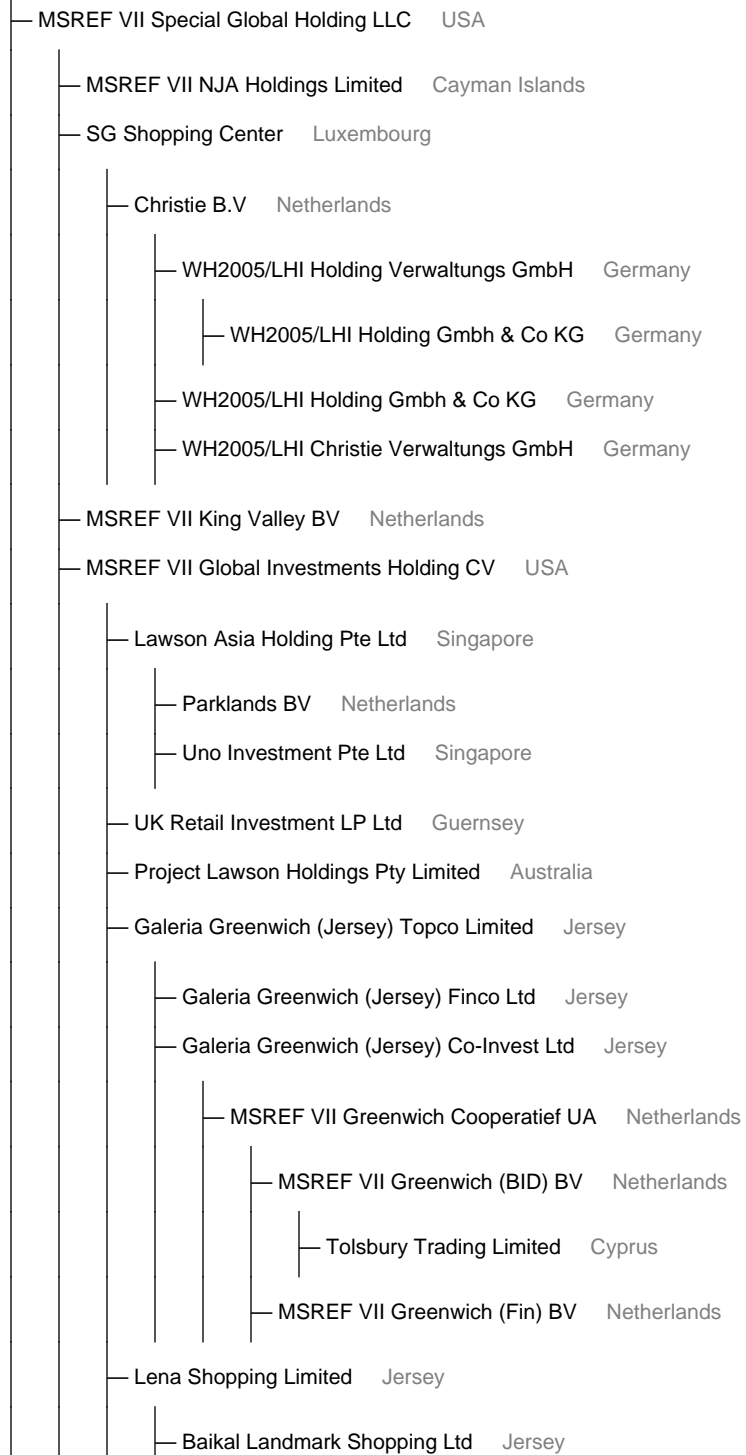 MSREF VII Special Global Holding LLC USA
MSREF VII NJA Holdings Limited Cayman Islands
SG Shopping Center Luxembourg
Christie B.V Netherlands
WH2005/LHI Holding Verwaltungs GmbH Germany
WH2005/LHI Holding Gmbh & Co KG Germany
WH2005/LHI Holding Gmbh & Co KG Germany
WH2005/LHI Christie Verwaltungs GmbH Germany
MSREF VII King Valley BV Netherlands
MSREF VII Global Investments Holding CV USA
Lawson Asia Holding Pte Ltd Singapore
Parklands BV Netherlands
Uno Investment Pte Ltd Singapore
UK Retail Investment LP Ltd Guernsey
Project Lawson Holdings Pty Limited Australia
Galeria Greenwich (Jersey) Topco Limited Jersey
Galeria Greenwich (Jersey) Finco Ltd Jersey
Galeria Greenwich (Jersey) Co-Invest Ltd Jersey
MSREF VII Greenwich Cooperatief UA Netherlands
MSREF VII Greenwich (BID) BV Netherlands
Tolsbury Trading Limited Cyprus
MSREF VII Greenwich (Fin) BV Netherlands
Lena Shopping Limited Jersey
Baikal Landmark Shopping Ltd Jersey